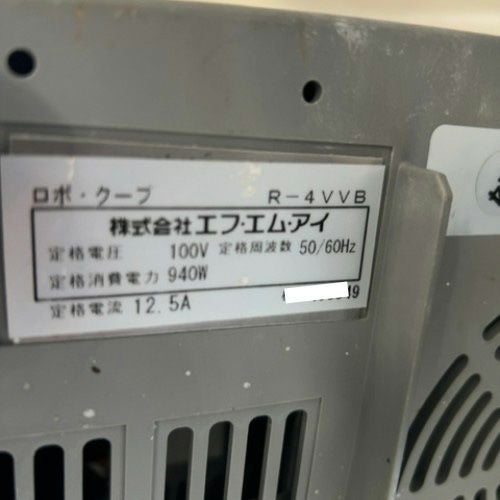 ロボ・クープ R-4VVB
株式会社エフ・エム・アイ
定格電圧 100V 定格周波数 50/60Hz
定格消費電力 940W
定格電流 12.5A